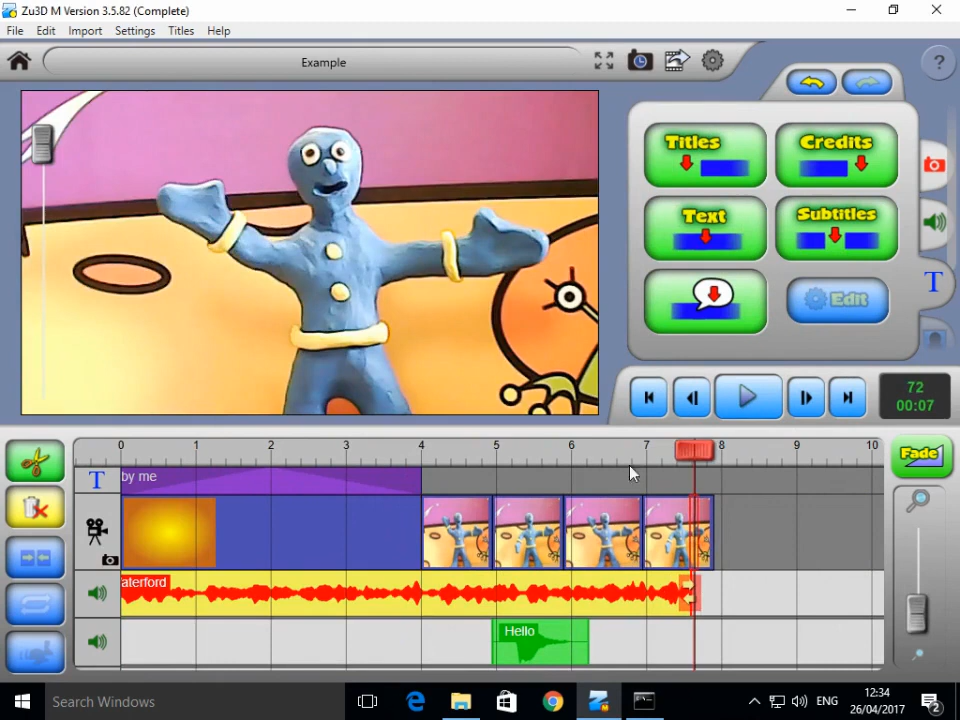 Zu3D M Version 3.5.82 (Complete)
File Edit Import Settings Titles Help
Example
?
Titles Credits
Text Subtitles
Edit
T
72
00:07
0 1 2 3 4 5 6 7 8 9 10
Fade
T by me
aterford
Hello
Search Windows
ENG
12:34
26/04/2017
2